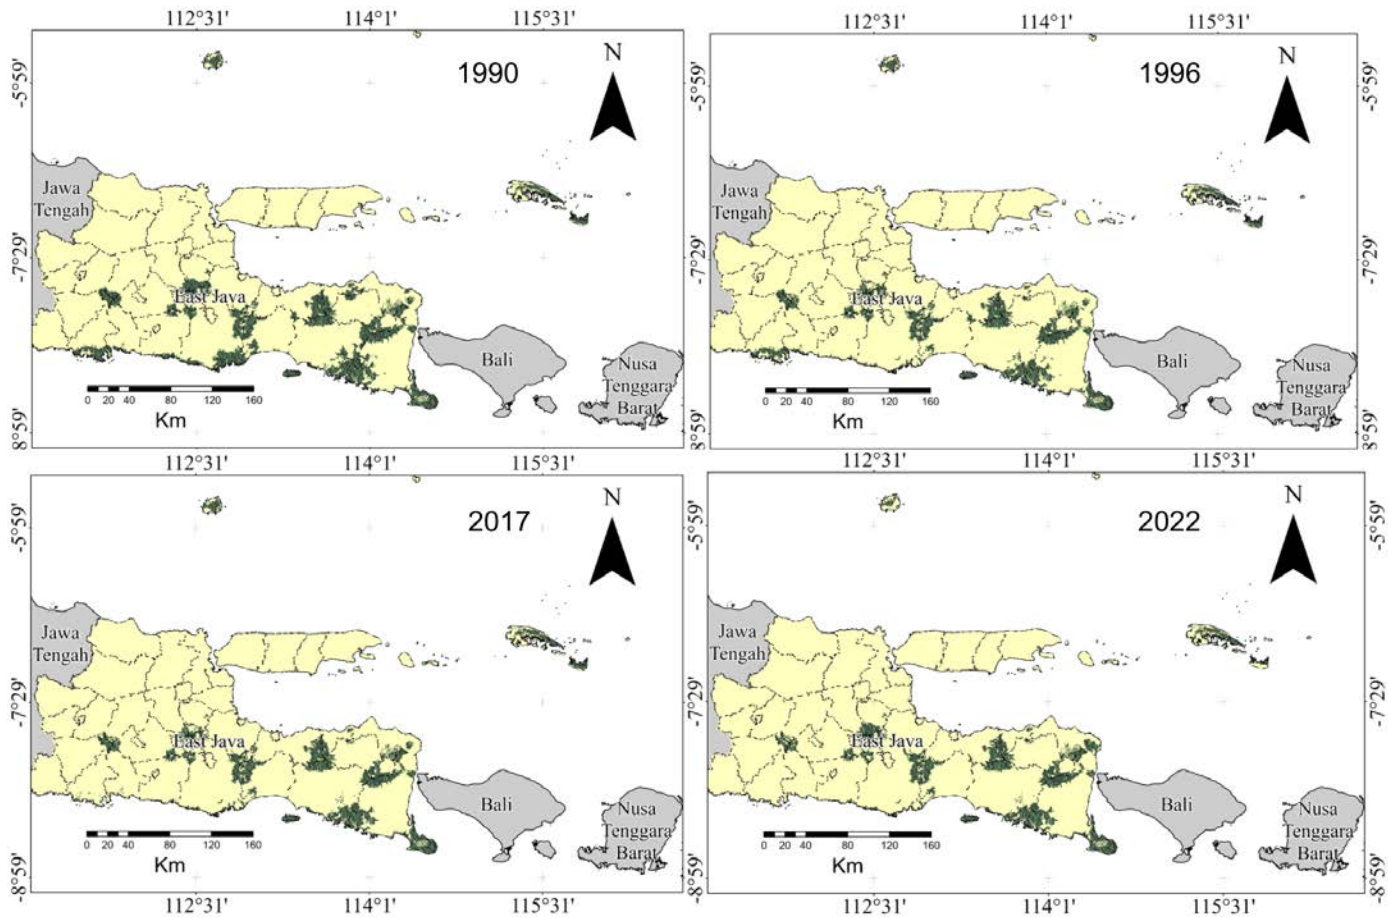 112°31' 114°1' 115°31'
112°31' 114°1' 115°31'
1990
N
1996
N
-5°59'
-5°59'
-5°59'
Jawa
Tengah
Jawa
Tengah
-7°29'
-7°29'
-7°29'
East Java
East Java
Bali
Bali
Nusa
Tenggara
Barat
Nusa
Tenggara
Barat
0 20 40 80 120 160
Km
0 20 40 80 120 160
Km
-8°59'
-8°59'
-8°59'
112°31' 114°1' 115°31'
112°31' 114°1' 115°31'
2017
N
2022
N
-5°59'
-5°59'
-5°59'
Jawa
Tengah
Jawa
Tengah
-7°29'
-7°29'
-7°29'
East Java
East Java
Bali
Bali
Nusa
Tenggara
Barat
Nusa
Tenggara
Barat
0 20 40 80 120 160
Km
0 20 40 80 120 160
Km
-8°59'
-8°59'
-8°59'
112°31' 114°1' 115°31'
112°31' 114°1' 115°31'